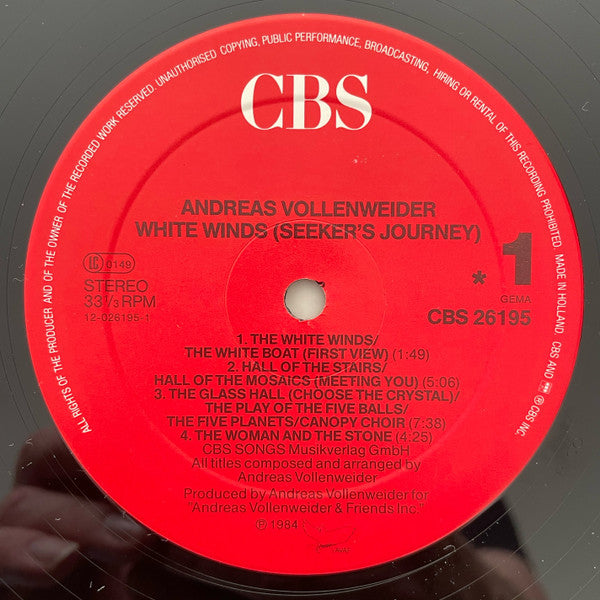 ALL RIGHTS OF THE PRODUCER AND OF THE OWNER OF THE RECORDED WORK RESERVED. UNAUTHORISED COPYING, PUBLIC PERFORMANCE, BROADCASTING, HIRING OR RENTAL OF THIS RECORDING PROHIBITED. MADE IN HOLLAND. CBS AND ℗ CBS INC.
CBS
ANDREAS VOLLENWEIDER
WHITE WINDS (SEEKER'S JOURNEY)
LC 0149
STEREO
33 1/3 RPM
12-026195-1
* 1
GEMA
CBS 26195
1. THE WHITE WINDS/
THE WHITE BOAT (FIRST VIEW) (1:49)
2. HALL OF THE STAIRS/
HALL OF THE MOSAICS (MEETING YOU) (5:06)
3. THE GLASS HALL (CHOOSE THE CRYSTAL)/
THE PLAY OF THE FIVE BALLS/
THE FIVE PLANETS/CANOPY CHOIR (7:38)
4. THE WOMAN AND THE STONE (4:25)
CBS SONGS Musikverlag GmbH
All titles composed and arranged by
Andreas Vollenweider
Produced by Andreas Vollenweider for
"Andreas Vollenweider & Friends Inc."
℗ 1984